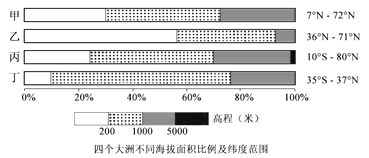 甲 7°N - 72°N
乙 36°N - 71°N
丙 10°S - 80°N
丁 35°S - 37°N
0% 20% 40% 60% 80% 100%
高程（米）
200 1000 5000
四个大洲不同海拔面积比例及纬度范围